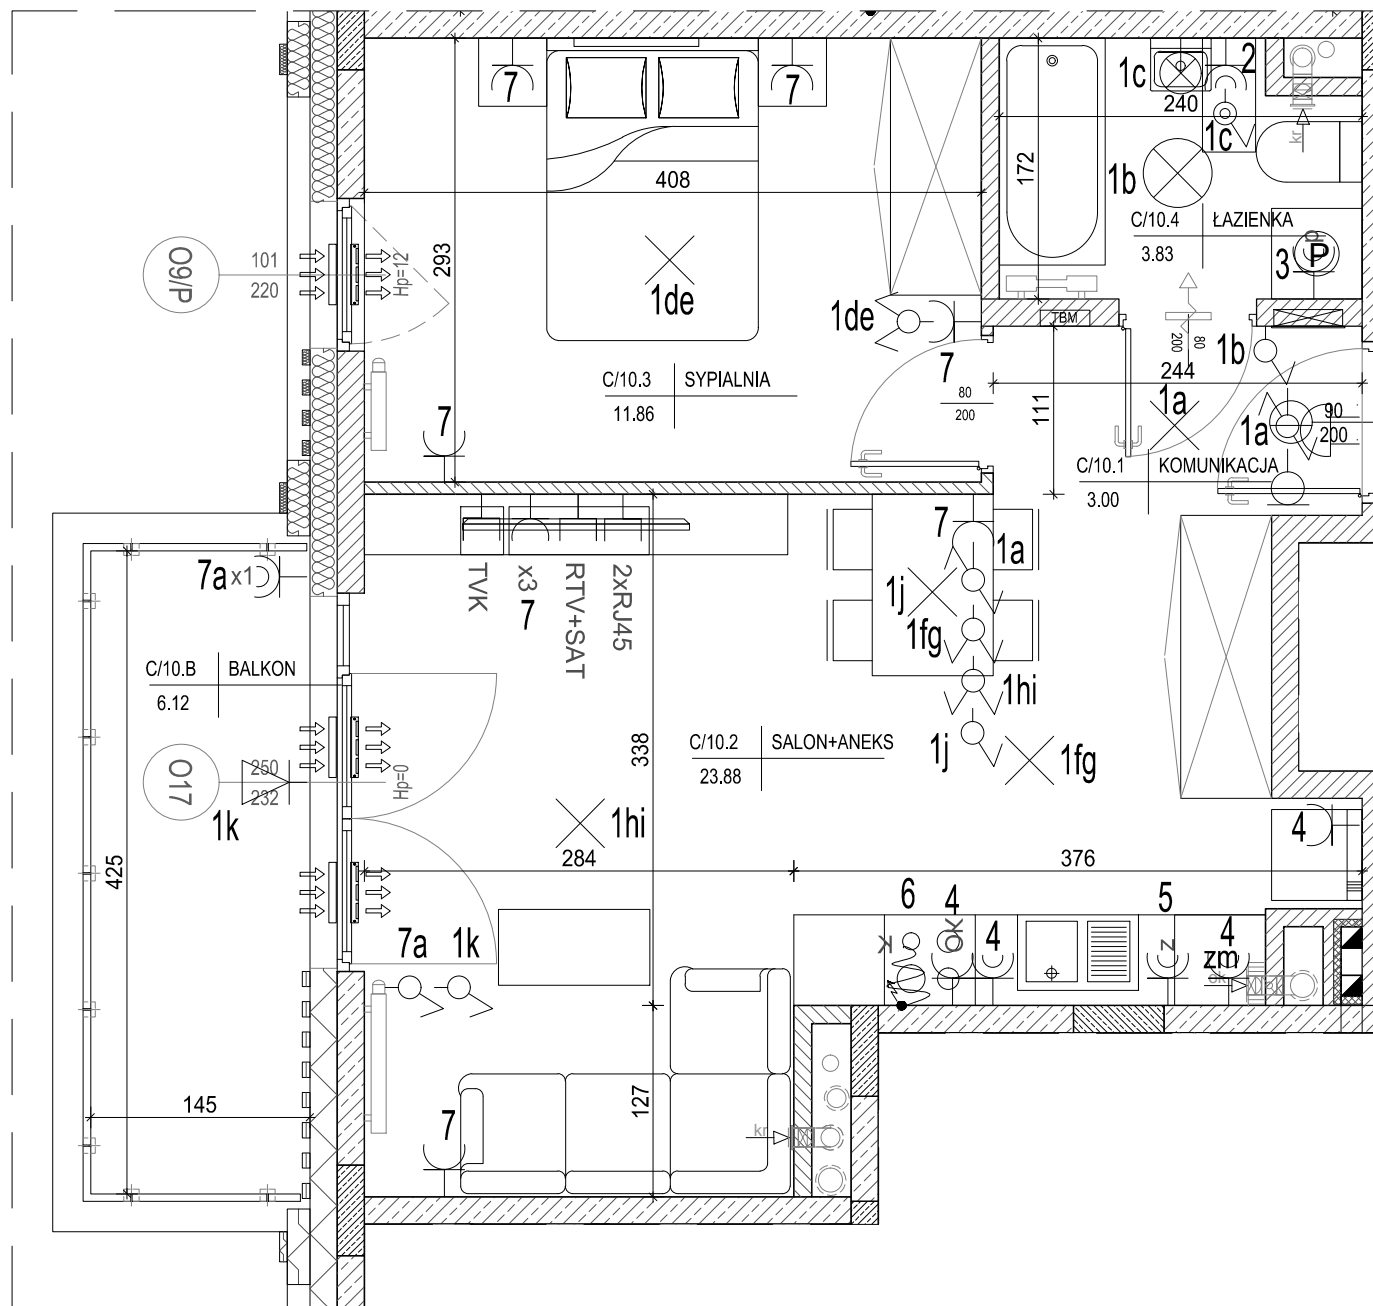 7
7
1c
2
240
1c
kr
172
408
1b
C/10.4 ŁAZIENKA
3.83
O9/P
101
220
Hp=12
293
1de
3 P
1de
TBM
80
200
1b
244
C/10.3 SYPIALNIA
11.86
7
80
200
111
1a
7
1a
90
200
C/10.1 KOMUNIKACJA
3.00
7
1a
7a x1
TVK
x3
7
RTV+SAT
2xRJ45
1j
1fg
C/10.B BALKON
6.12
1hi
338
C/10.2 SALON+ANEKS
23.88
1j
1fg
O17
250
232
Hp=0
1k
1hi
4
425
284
376
6
4
5
K
OK
4
Z
4
zm
7a
1k
145
127
7
kr